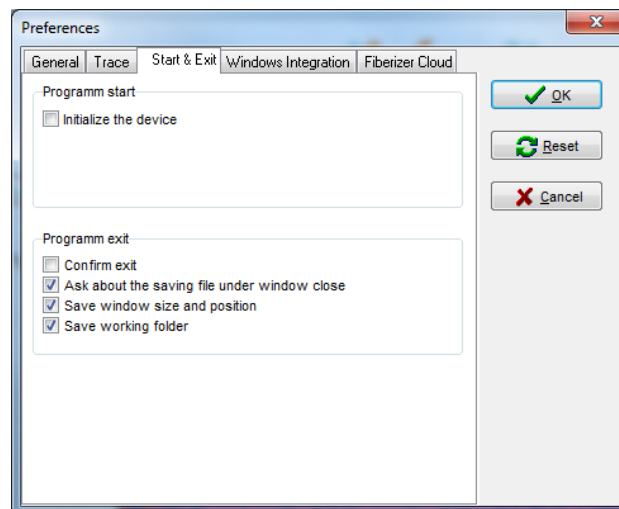 Preferences
General Trace Start & Exit Windows Integration Fiberizer Cloud
Programm start
Initialize the device
Programm exit
Confirm exit
Ask about the saving file under window close
Save window size and position
Save working folder
OK
Reset
Cancel